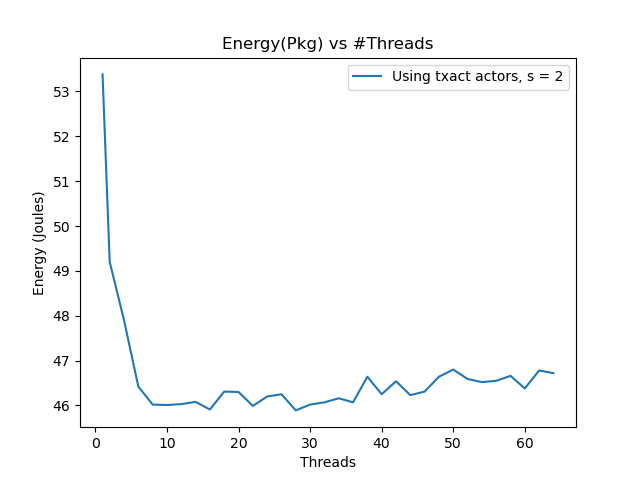 Energy(Pkg) vs #Threads
Using txact actors, s = 2
53
52
51
50
49
48
47
46
Energy (Joules)
0 10 20 30 40 50 60
Threads